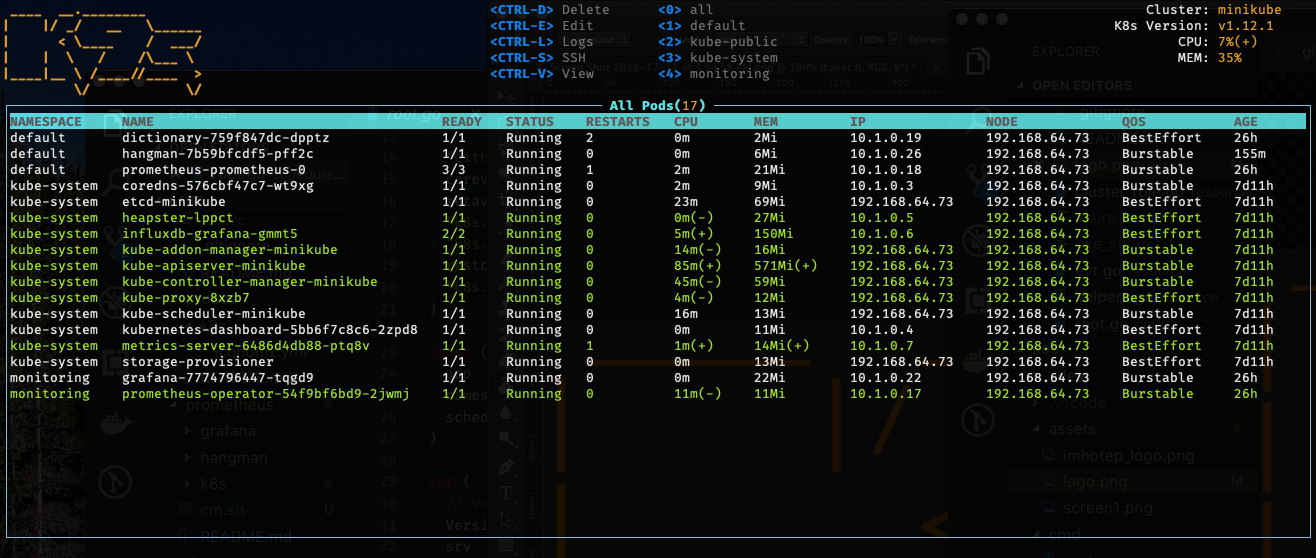 <CTRL-D> Delete <0> all Cluster: minikube
<CTRL-E> Edit <1> default K8s Version: v1.12.1
<CTRL-L> Logs <2> kube-public CPU: 7%(+)
<CTRL-S> SSH <3> kube-system MEM: 35%
<CTRL-V> View <4> monitoring
All Pods(17)
NAMESPACE NAME READY STATUS RESTARTS CPU MEM IP NODE QOS AGE
default dictionary-759f847dc-dpptz 1/1 Running 2 0m 2Mi 10.1.0.19 192.168.64.73 BestEffort 26h
default hangman-7b59bfcdf5-pff2c 1/1 Running 0 0m 6Mi 10.1.0.26 192.168.64.73 Burstable 155m
default prometheus-prometheus-0 3/3 Running 1 2m 21Mi 10.1.0.18 192.168.64.73 Burstable 26h
kube-system coredns-576cbf47c7-wt9xg 1/1 Running 0 2m 9Mi 10.1.0.3 192.168.64.73 Burstable 7d11h
kube-system etcd-minikube 1/1 Running 0 23m 69Mi 192.168.64.73 192.168.64.73 BestEffort 7d11h
kube-system heapster-lppct 1/1 Running 0 0m(-) 27Mi 10.1.0.5 192.168.64.73 BestEffort 7d11h
kube-system influxdb-grafana-gmmt5 2/2 Running 0 5m(+) 150Mi 10.1.0.6 192.168.64.73 BestEffort 7d11h
kube-system kube-addon-manager-minikube 1/1 Running 0 14m(-) 16Mi 192.168.64.73 192.168.64.73 Burstable 7d11h
kube-system kube-apiserver-minikube 1/1 Running 0 85m(+) 571Mi(+) 192.168.64.73 192.168.64.73 Burstable 7d11h
kube-system kube-controller-manager-minikube 1/1 Running 0 45m(-) 59Mi 192.168.64.73 192.168.64.73 Burstable 7d11h
kube-system kube-proxy-8xzb7 1/1 Running 0 4m(-) 12Mi 192.168.64.73 192.168.64.73 BestEffort 7d11h
kube-system kube-scheduler-minikube 1/1 Running 0 16m 13Mi 192.168.64.73 192.168.64.73 Burstable 7d11h
kube-system kubernetes-dashboard-5bb6f7c8c6-2zpd8 1/1 Running 0 0m 11Mi 10.1.0.4 192.168.64.73 BestEffort 7d11h
kube-system metrics-server-6486d4db88-ptq8v 1/1 Running 1 1m(+) 14Mi(+) 10.1.0.7 192.168.64.73 BestEffort 7d11h
kube-system storage-provisioner 1/1 Running 0 0m 13Mi 192.168.64.73 192.168.64.73 BestEffort 7d11h
monitoring grafana-7774796447-tqgd9 1/1 Running 0 0m 22Mi 10.1.0.22 192.168.64.73 Burstable 26h
monitoring prometheus-operator-54f9bf6bd9-2jwmj 1/1 Running 0 11m(-) 11Mi 10.1.0.17 192.168.64.73 Burstable 26h
EXPLORER
OPEN EDITORS
prometheus
grafana
hangman
k8s
cm.sh U
README.md
assets
imhotep_logo.png
logo.png M
screen1.png
cmd